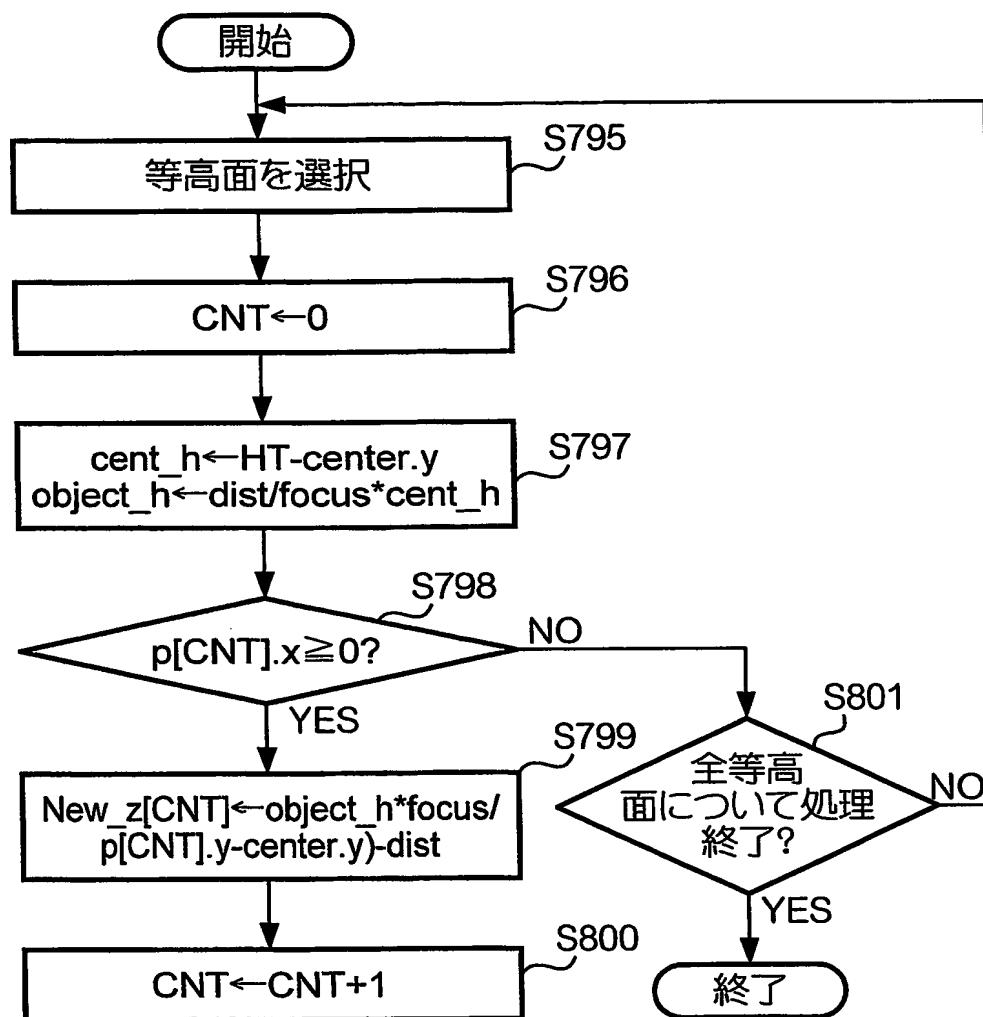 開始
S795
等高面を選択
S796
CNT←0
S797
cent_h←HT-center.y
object_h←dist/focus*cent_h
S798
p[CNT].x≧0?
NO
YES
S799
New_z[CNT]←object_h*focus/
p[CNT].y-center.y)-dist
S800
CNT←CNT+1
S801
全等高
面について処理
終了?
NO
YES
終了